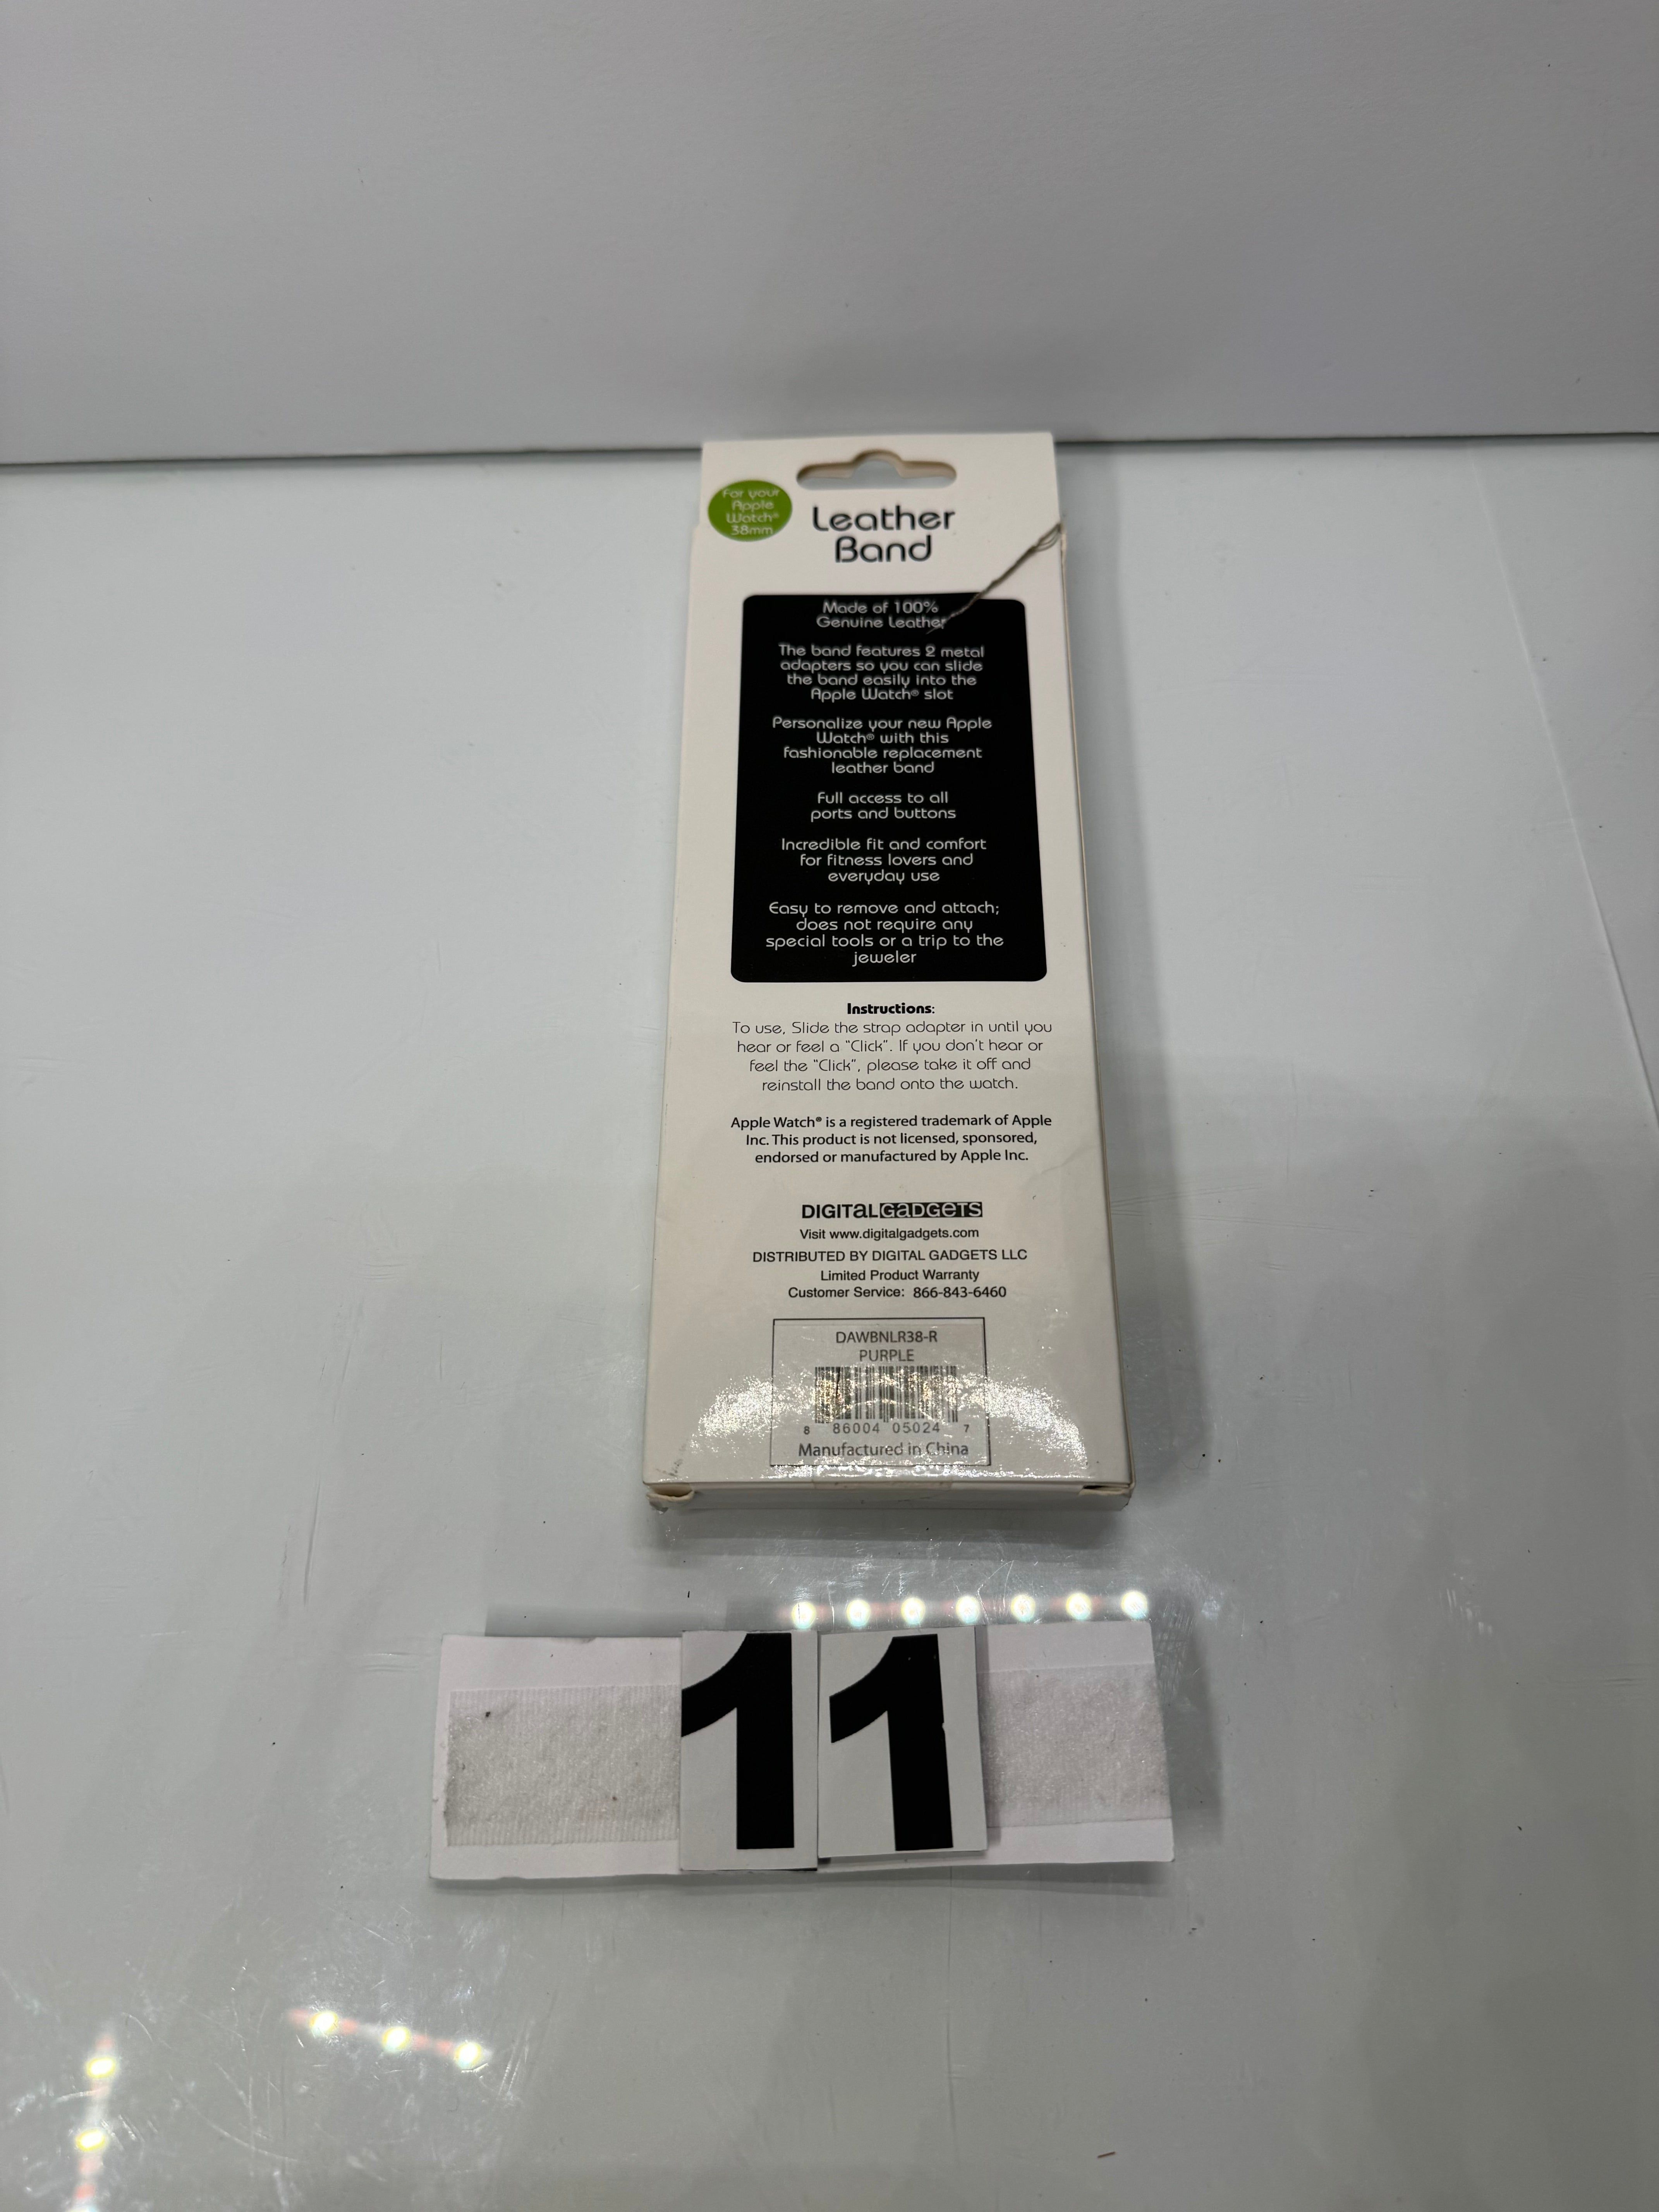 For your
Apple
Watch®
38mm
Leather
Band
Made of 100%
Genuine Leather
The band features 2 metal
adapters so you can slide
the band easily into the
Apple Watch® slot
Personalize your new Apple
Watch® with this
fashionable replacement
leather band
Full access to all
ports and buttons
Incredible fit and comfort
for fitness lovers and
everyday use
Easy to remove and attach;
does not require any
special tools or a trip to the
jeweler
Instructions:
To use, Slide the strap adapter in until you
hear or feel a “Click”. If you don't hear or
feel the “Click”, please take it off and
reinstall the band onto the watch.
Apple Watch® is a registered trademark of Apple
Inc. This product is not licensed, sponsored,
endorsed or manufactured by Apple Inc.
DIGITaLGaDGeTS
Visit www.digitalgadgets.com
DISTRIBUTED BY DIGITAL GADGETS LLC
Limited Product Warranty
Customer Service: 866-843-6460
DAWBNLR38-R
PURPLE
8 86004 05024 7
Manufactured in China
11